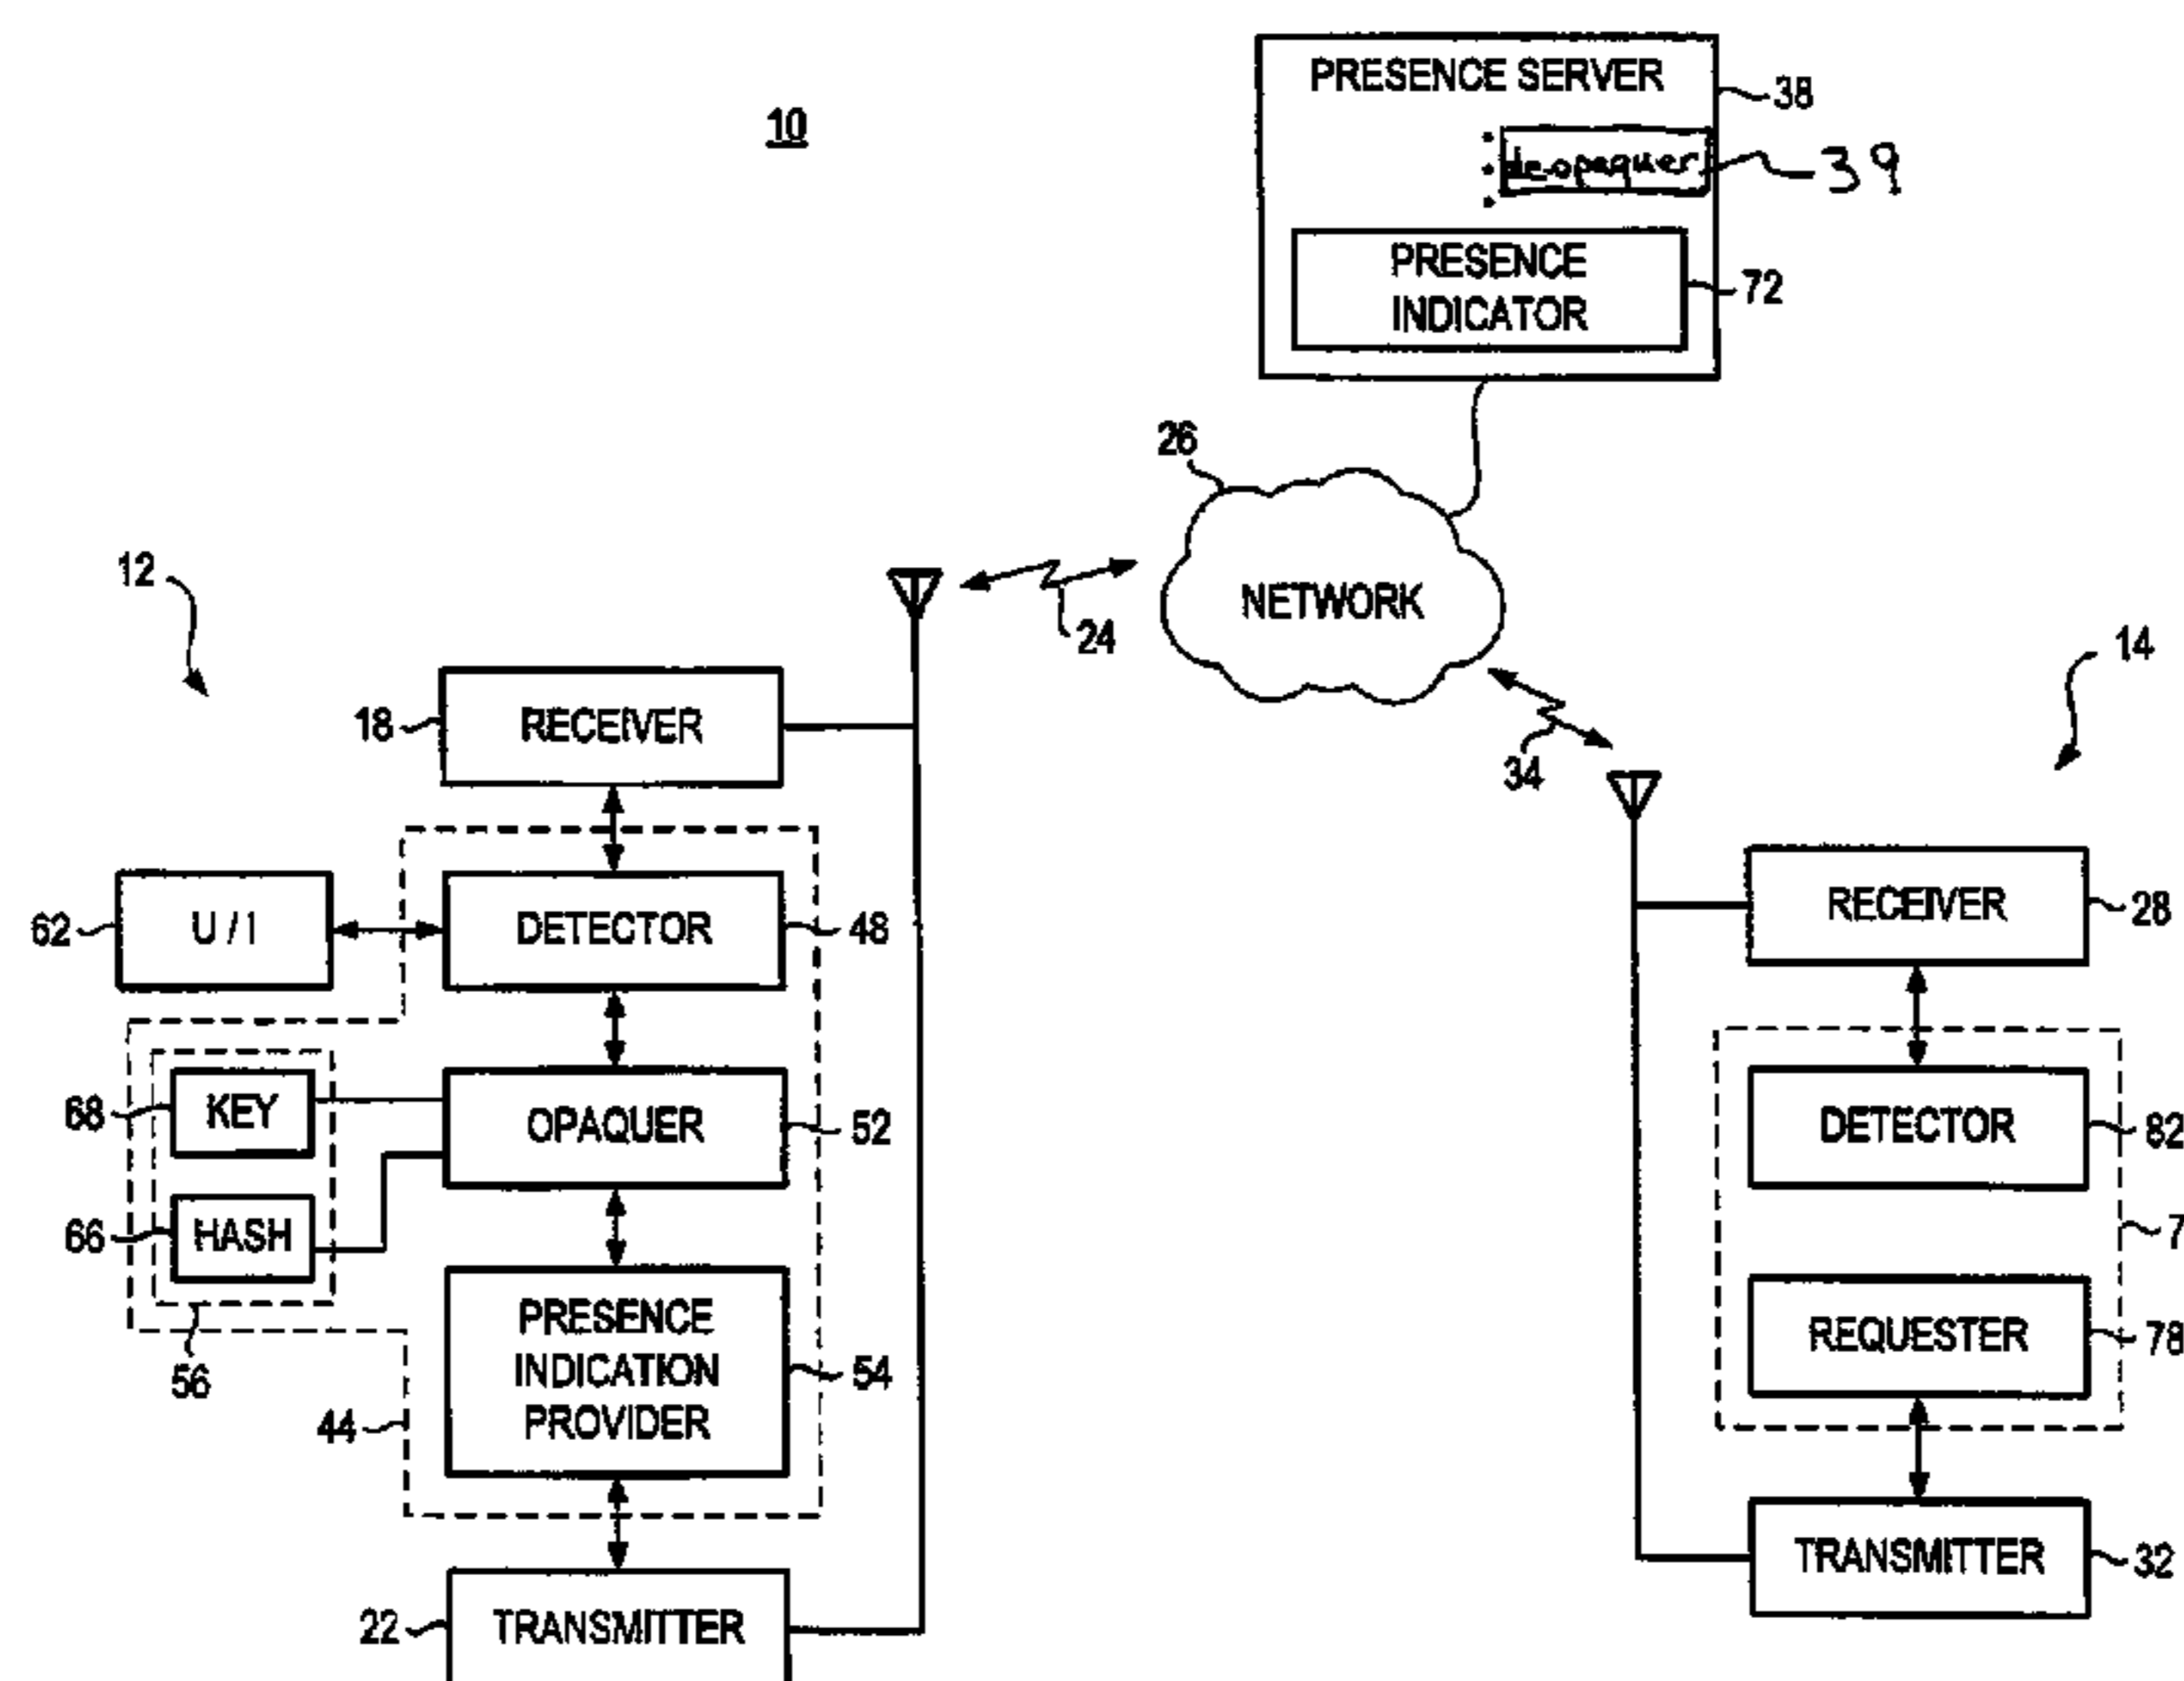 10
PRESENCE SERVER
38
de-opaquer
39
PRESENCE
INDICATOR
72
26
NETWORK
12
24
14
34
18
RECEIVER
62
U / I
DETECTOR
48
RECEIVER
28
68
KEY
OPAQUER
52
DETECTOR
82
66
HASH
7
56
PRESENCE
INDICATION
PROVIDER
54
REQUESTER
78
44
22
TRANSMITTER
TRANSMITTER
32